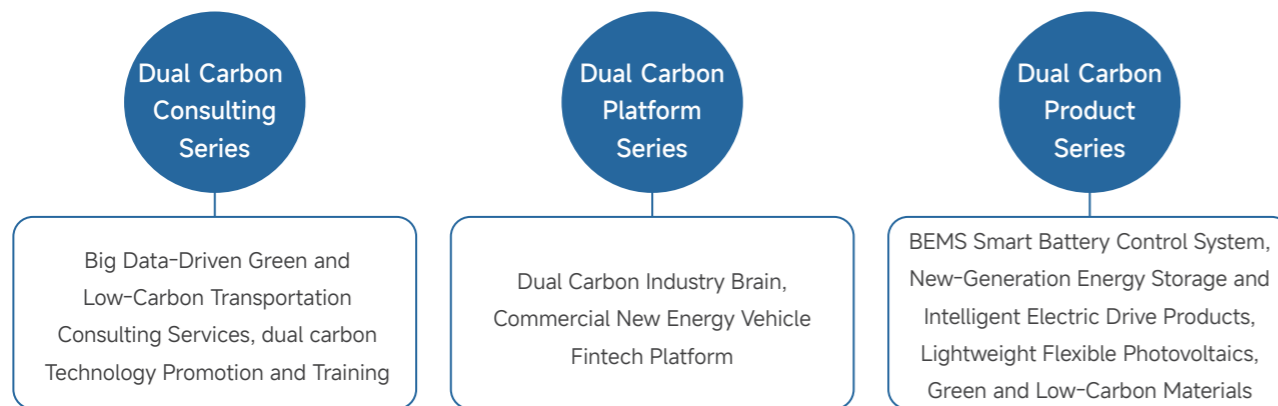 Dual Carbon
Consulting
Series
Big Data-Driven Green and
Low-Carbon Transportation
Consulting Services, dual carbon
Technology Promotion and Training
Dual Carbon
Platform
Series
Dual Carbon Industry Brain,
Commercial New Energy Vehicle
Fintech Platform
Dual Carbon
Product
Series
BEMS Smart Battery Control System,
New-Generation Energy Storage and
Intelligent Electric Drive Products,
Lightweight Flexible Photovoltaics,
Green and Low-Carbon Materials